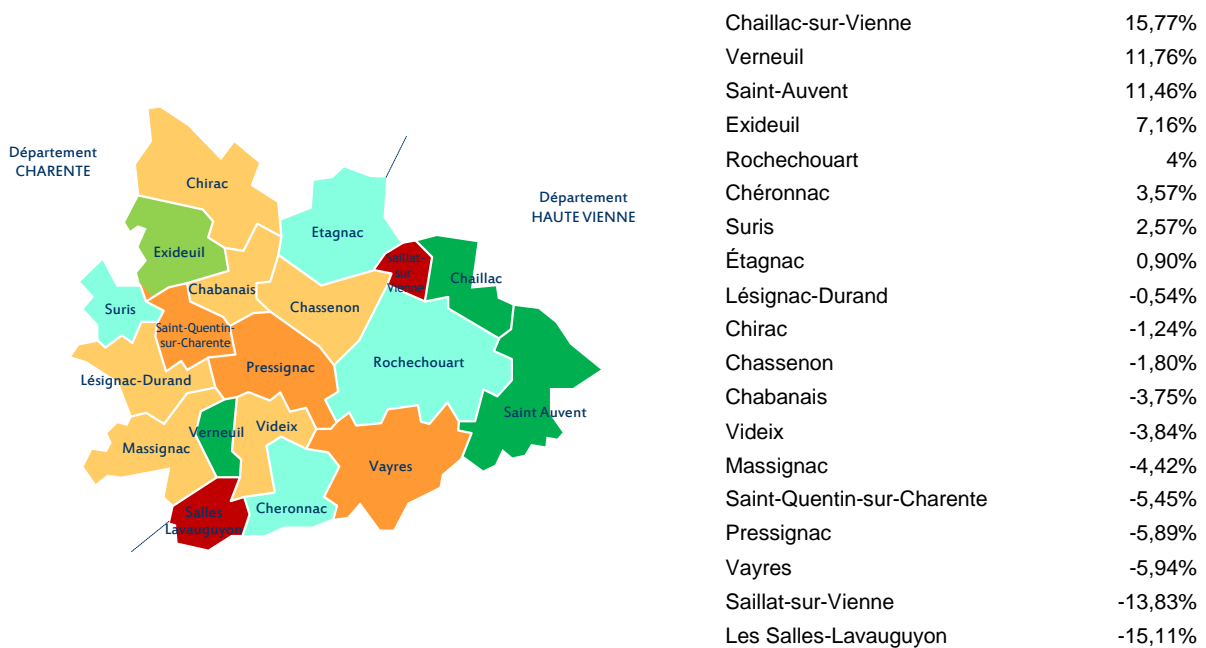 Département
CHARENTE
Département
HAUTE VIENNE
Chirac
Etagnac
Exideuil
Saillat-
sur
Vienne
Chaillac
Chabanais
Chassenon
Suris
Saint-Quentin-
sur-Charente
Pressignac
Rochechouart
Lésignac-Durand
Saint Auvent
Verneuil
Videix
Massignac
Vayres
Salles
Lavauguyon
Cheronnac
Chaillac-sur-Vienne 15,77%
Verneuil 11,76%
Saint-Auvent 11,46%
Exideuil 7,16%
Rochechouart 4%
Chéronnac 3,57%
Suris 2,57%
Étagnac 0,90%
Lésignac-Durand -0,54%
Chirac -1,24%
Chassenon -1,80%
Chabanais -3,75%
Videix -3,84%
Massignac -4,42%
Saint-Quentin-sur-Charente -5,45%
Pressignac -5,89%
Vayres -5,94%
Saillat-sur-Vienne -13,83%
Les Salles-Lavauguyon -15,11%